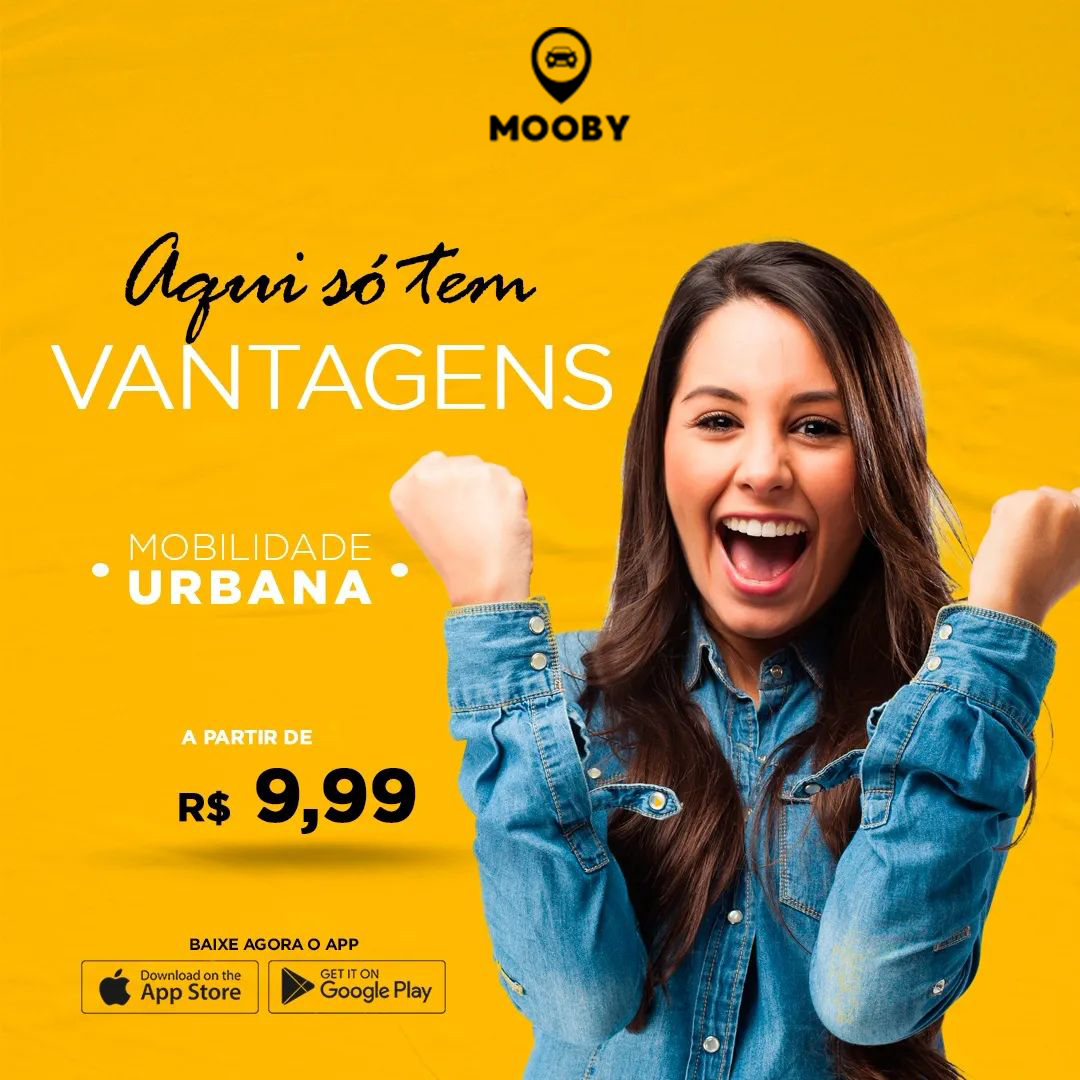 MOOBY
Aqui só tem
VANTAGENS
MOBILIDADE
• URBANA •
A PARTIR DE
R$ 9,99
BAIXE AGORA O APP
Download on the
App Store
GET IT ON
Google Play